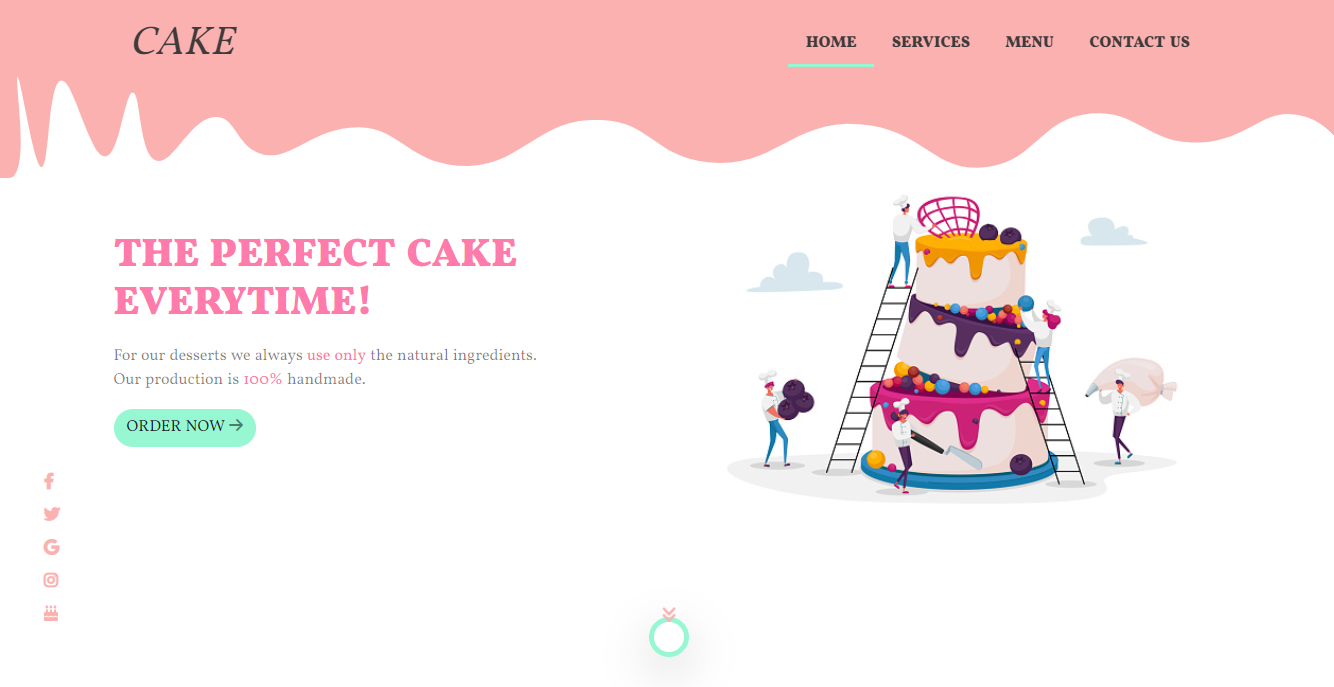 CAKE
HOME SERVICES MENU CONTACT US
THE PERFECT CAKE
EVERYTIME!
For our desserts we always use only the natural ingredients.
Our production is 100% handmade.
ORDER NOW →